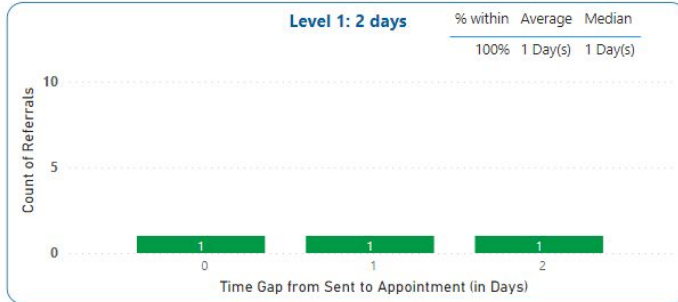 Level 1: 2 days
% within Average Median
100% 1 Day(s) 1 Day(s)
Count of Referrals
10
5
0
1 1 1
0 1 2
Time Gap from Sent to Appointment (in Days)